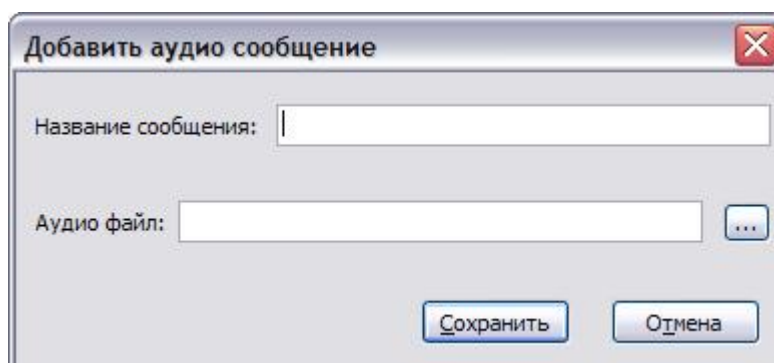 Добавить аудио сообщение
Название сообщения:
Аудио файл: ...
Сохранить Отмена